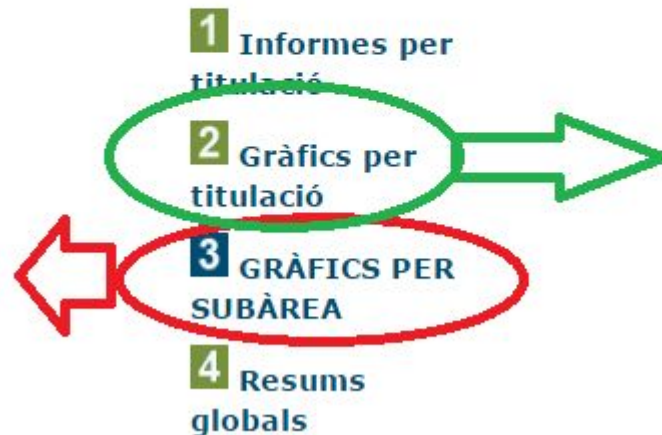 1 Informes per
titulació
2 Gràfics per
titulació
3 GRÀFICS PER
SUBÀREA
4 Resums
globals